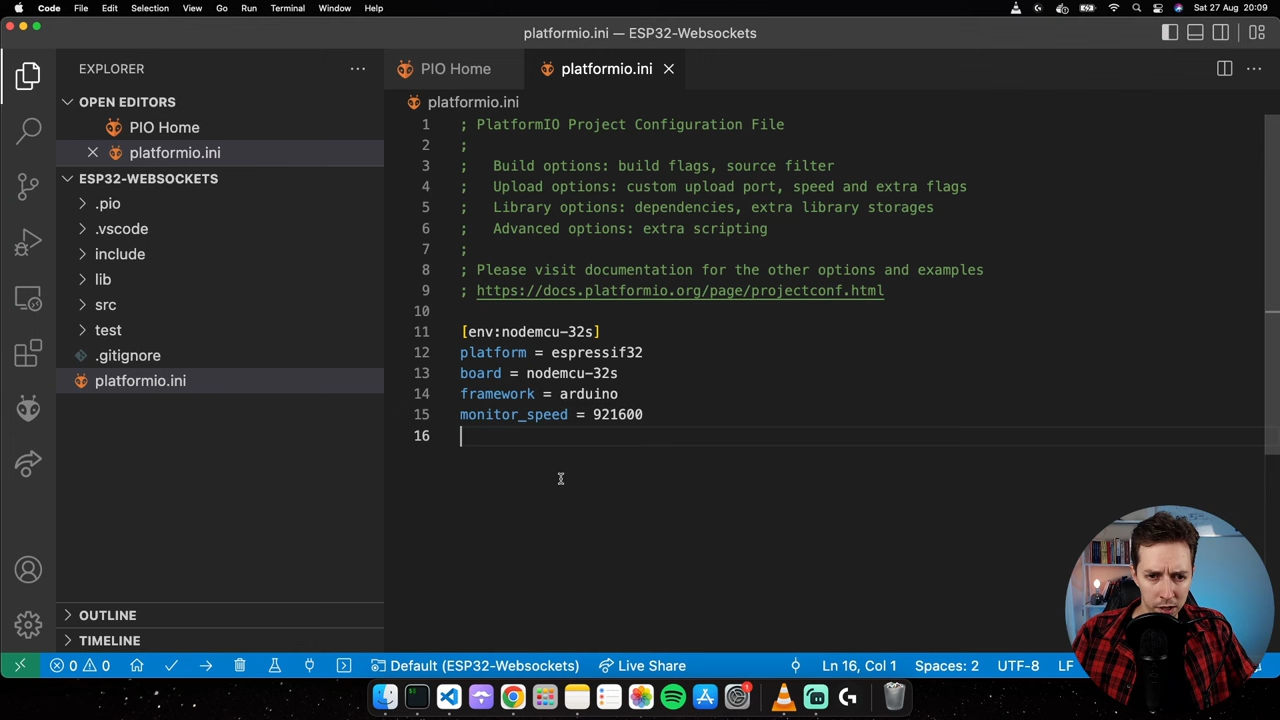 Code File Edit Selection View Go Run Terminal Window Help Sat 27 Aug 20:09
platformio.ini — ESP32-Websockets
EXPLORER
OPEN EDITORS
PIO Home
platformio.ini
ESP32-WEBSOCKETS
.pio
.vscode
include
lib
src
test
.gitignore
platformio.ini
OUTLINE
TIMELINE
PIO Home platformio.ini
platformio.ini
1 ; PlatformIO Project Configuration File
2 ;
3 ;   Build options: build flags, source filter
4 ;   Upload options: custom upload port, speed and extra flags
5 ;   Library options: dependencies, extra library storages
6 ;   Advanced options: extra scripting
7 ;
8 ; Please visit documentation for the other options and examples
9 ; https://docs.platformio.org/page/projectconf.html
10
11 [env:nodemcu-32s]
12 platform = espressif32
13 board = nodemcu-32s
14 framework = arduino
15 monitor_speed = 921600
16
0 0 Default (ESP32-Websockets) Live Share Ln 16, Col 1 Spaces: 2 UTF-8 LF
1